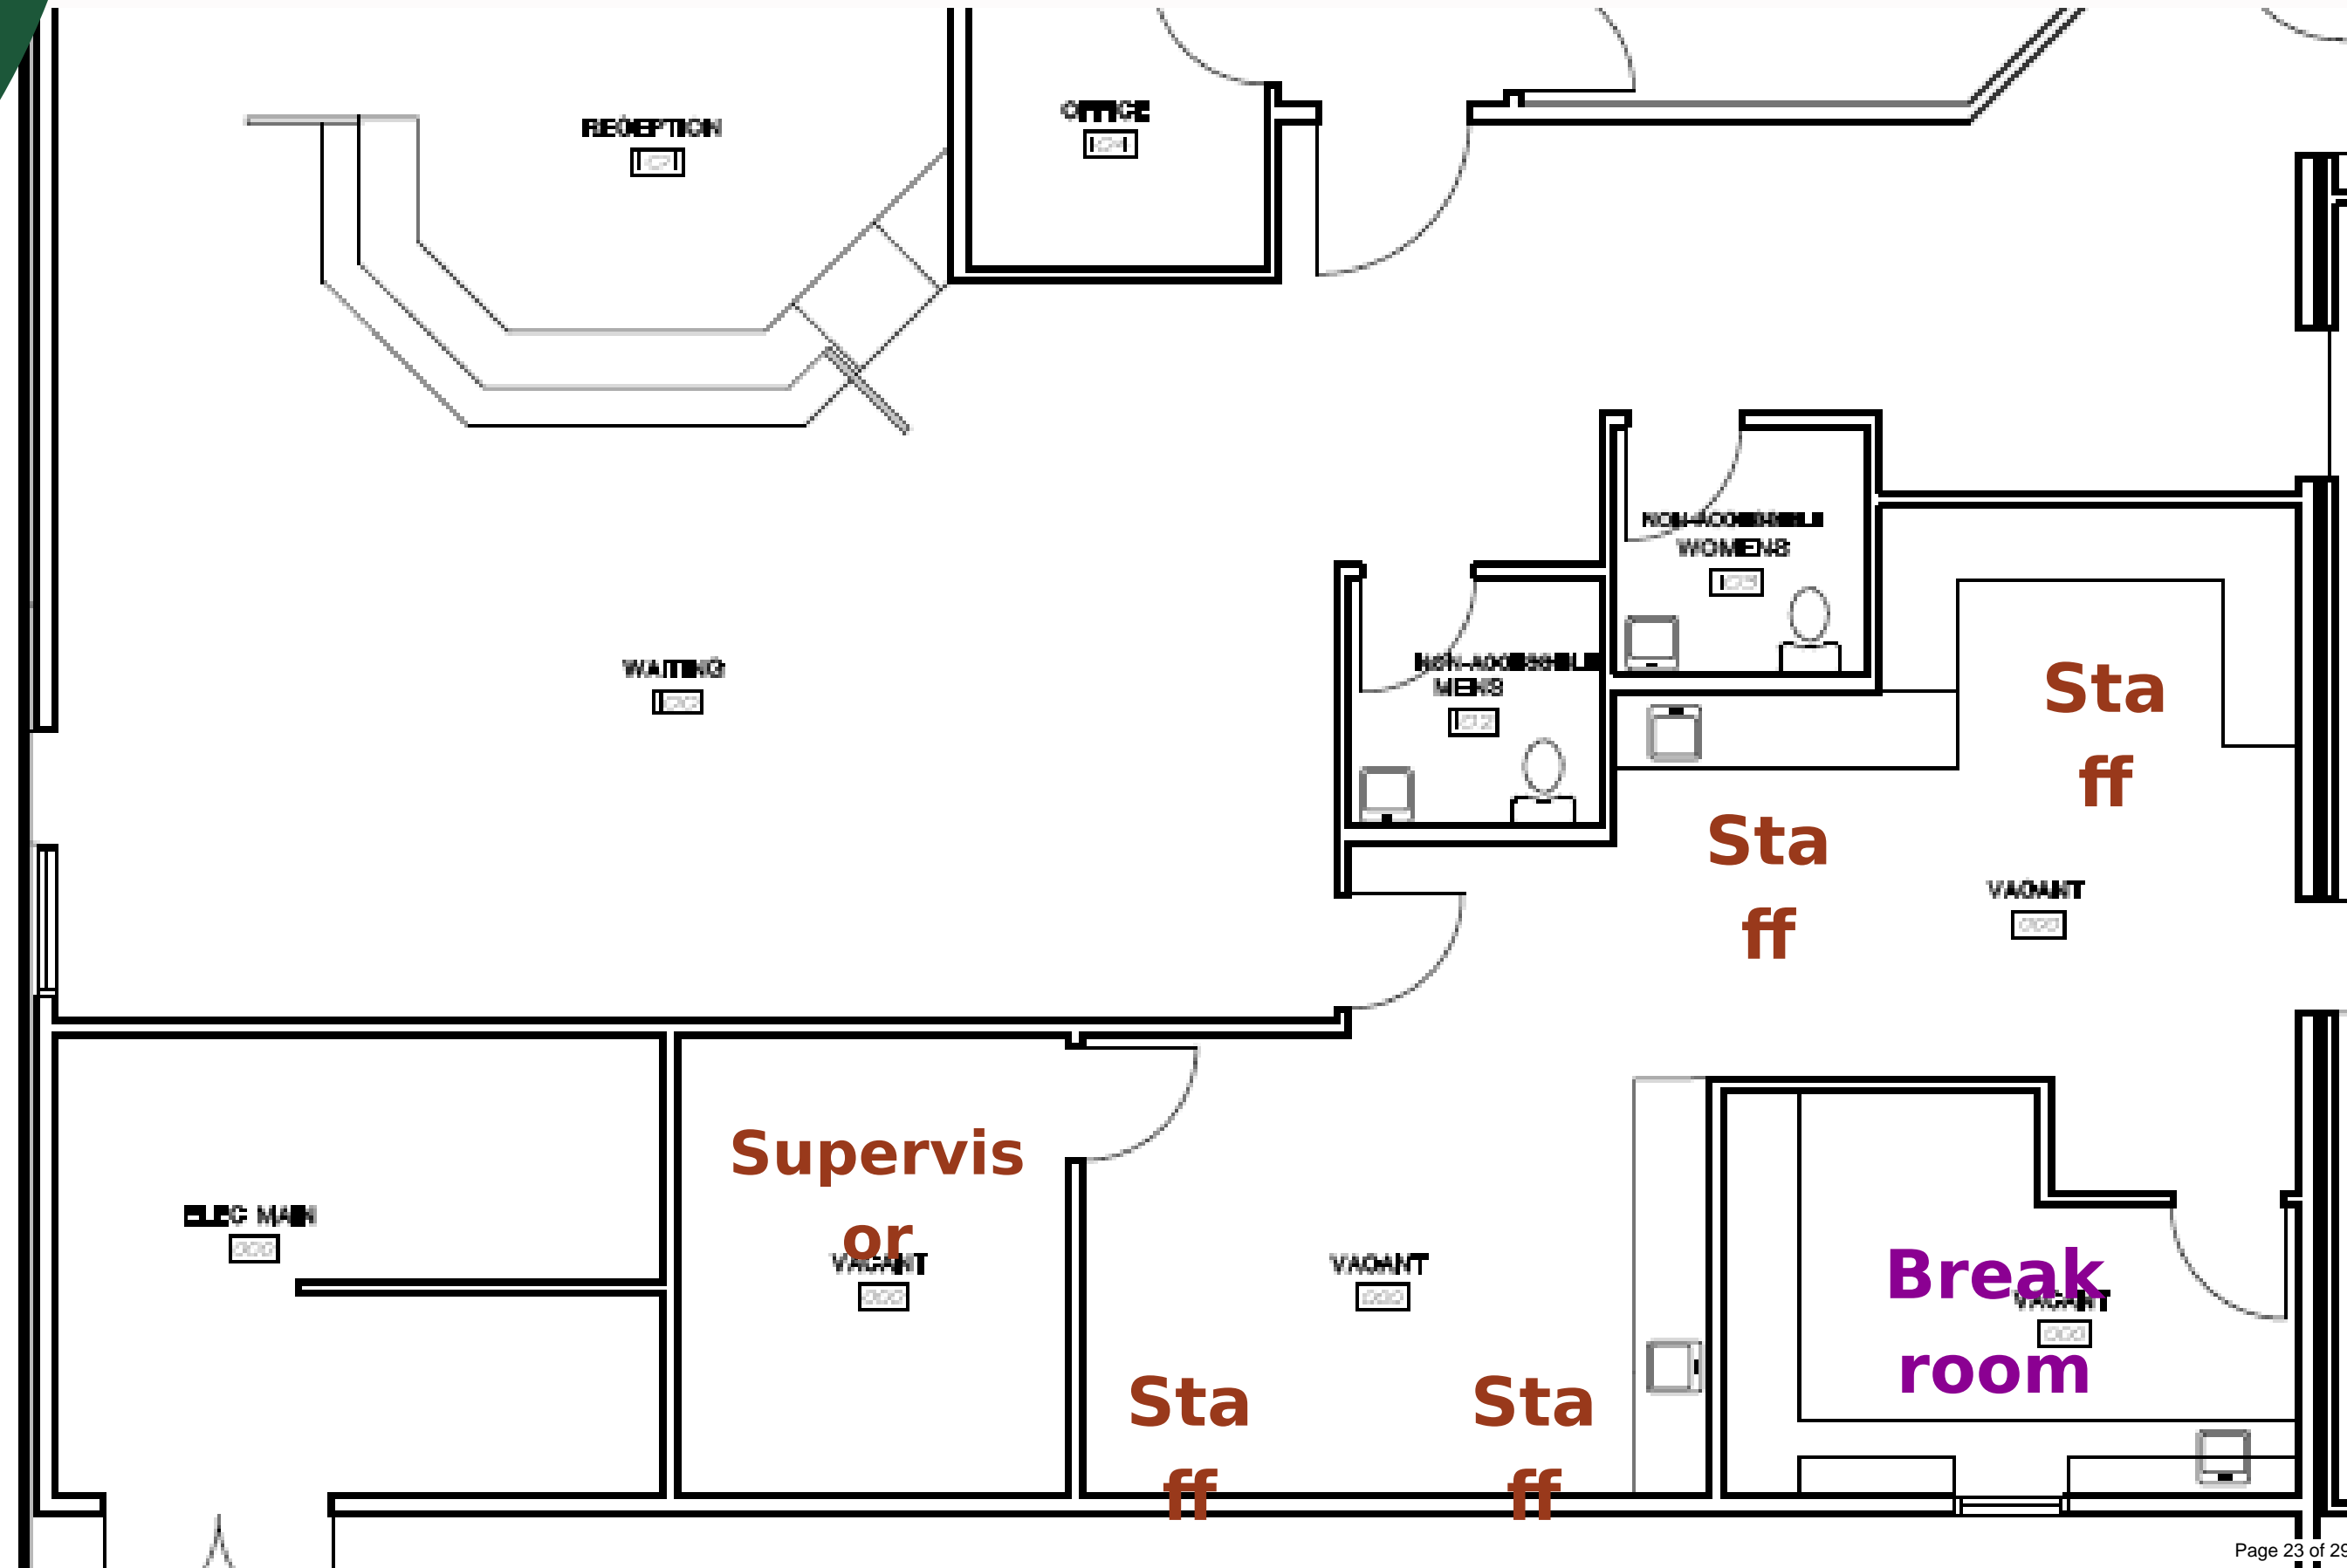 RECEPTION
OFFICE
NON-ACCESSIBLE
WOMENS
NON-ACCESSIBLE
MENS
WAITING
Sta
ff
Sta
ff
VACANT
Supervis
or
VACANT
ELEC MAIN
VACANT
Break
room
VACANT
Sta
ff
Sta
ff
Page 23 of 29